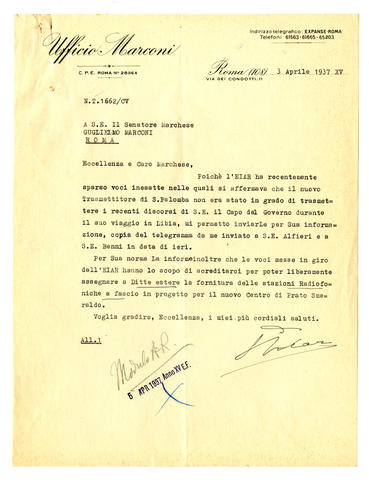 Ufficio Marconi
C.P.E. ROMA Nº 28364
Indirizzo telegrafico: EXPANSE-ROMA
Telefoni 61563-61665-65203
Roma (108) 3 Aprile 1937 XV
VIA DEI CONDOTTI, 11
N.T.1662/CV
A S.E. Il Senatore Marchese
GUGLIELMO MARCONI
R O M A
Eccellenza e Caro Marchese,
Poichè l'EIAR ha recentemente
sparso voci inesatte nelle quali si affermava che il nuovo
Trasmettitore di S.Palomba non era stato in grado di trasmet=
tere i recenti discorsi di S.E. il Capo del Governo durante
il suo viaggio in Libia, mi permetto inviarLe per Sua informa=
zione, copia del telegramma da me inviato a S.E. Alfieri e a
S.E. Benni in data di ieri.
Per Sua norma La informeinoltre che le voci messe in giro
dall'EIAR hanno lo scopo di screditarci per poter liberamente
assegnare a Ditte estere la fornitura delle stazioni Radiofo=
niche a fascio in progetto per il nuovo Centro di Prato Sme=
raldo.
Voglia gradire, Eccellenza, i miei più cordiali saluti.
All.1
5 APR 1937 Anno XV E.F.